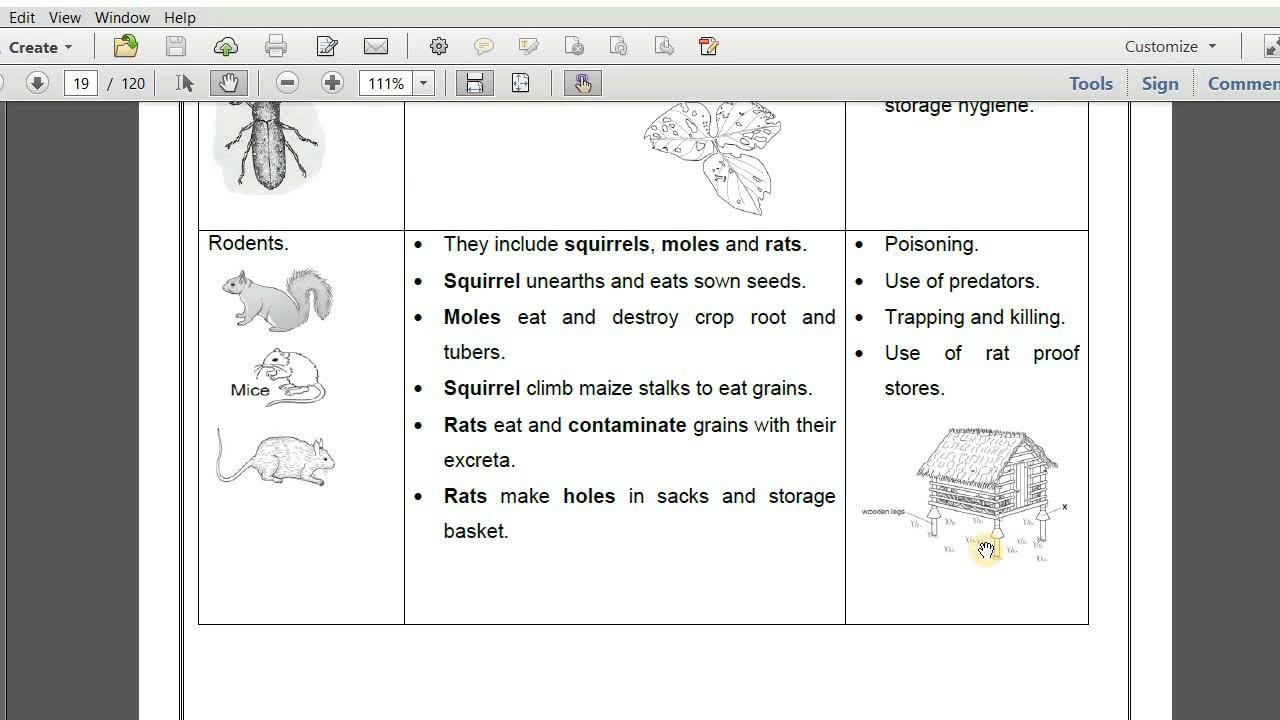 Edit View Window Help
Create Customize
19 / 120 111% Tools Sign Commen
storage hygiene.
Rodents.
Mice
• They include squirrels, moles and rats.
• Squirrel unearths and eats sown seeds.
• Moles eat and destroy crop root and
tubers.
• Squirrel climb maize stalks to eat grains.
• Rats eat and contaminate grains with their
excreta.
• Rats make holes in sacks and storage
basket.
• Poisoning.
• Use of predators.
• Trapping and killing.
• Use of rat proof
stores.
wooden legs
x